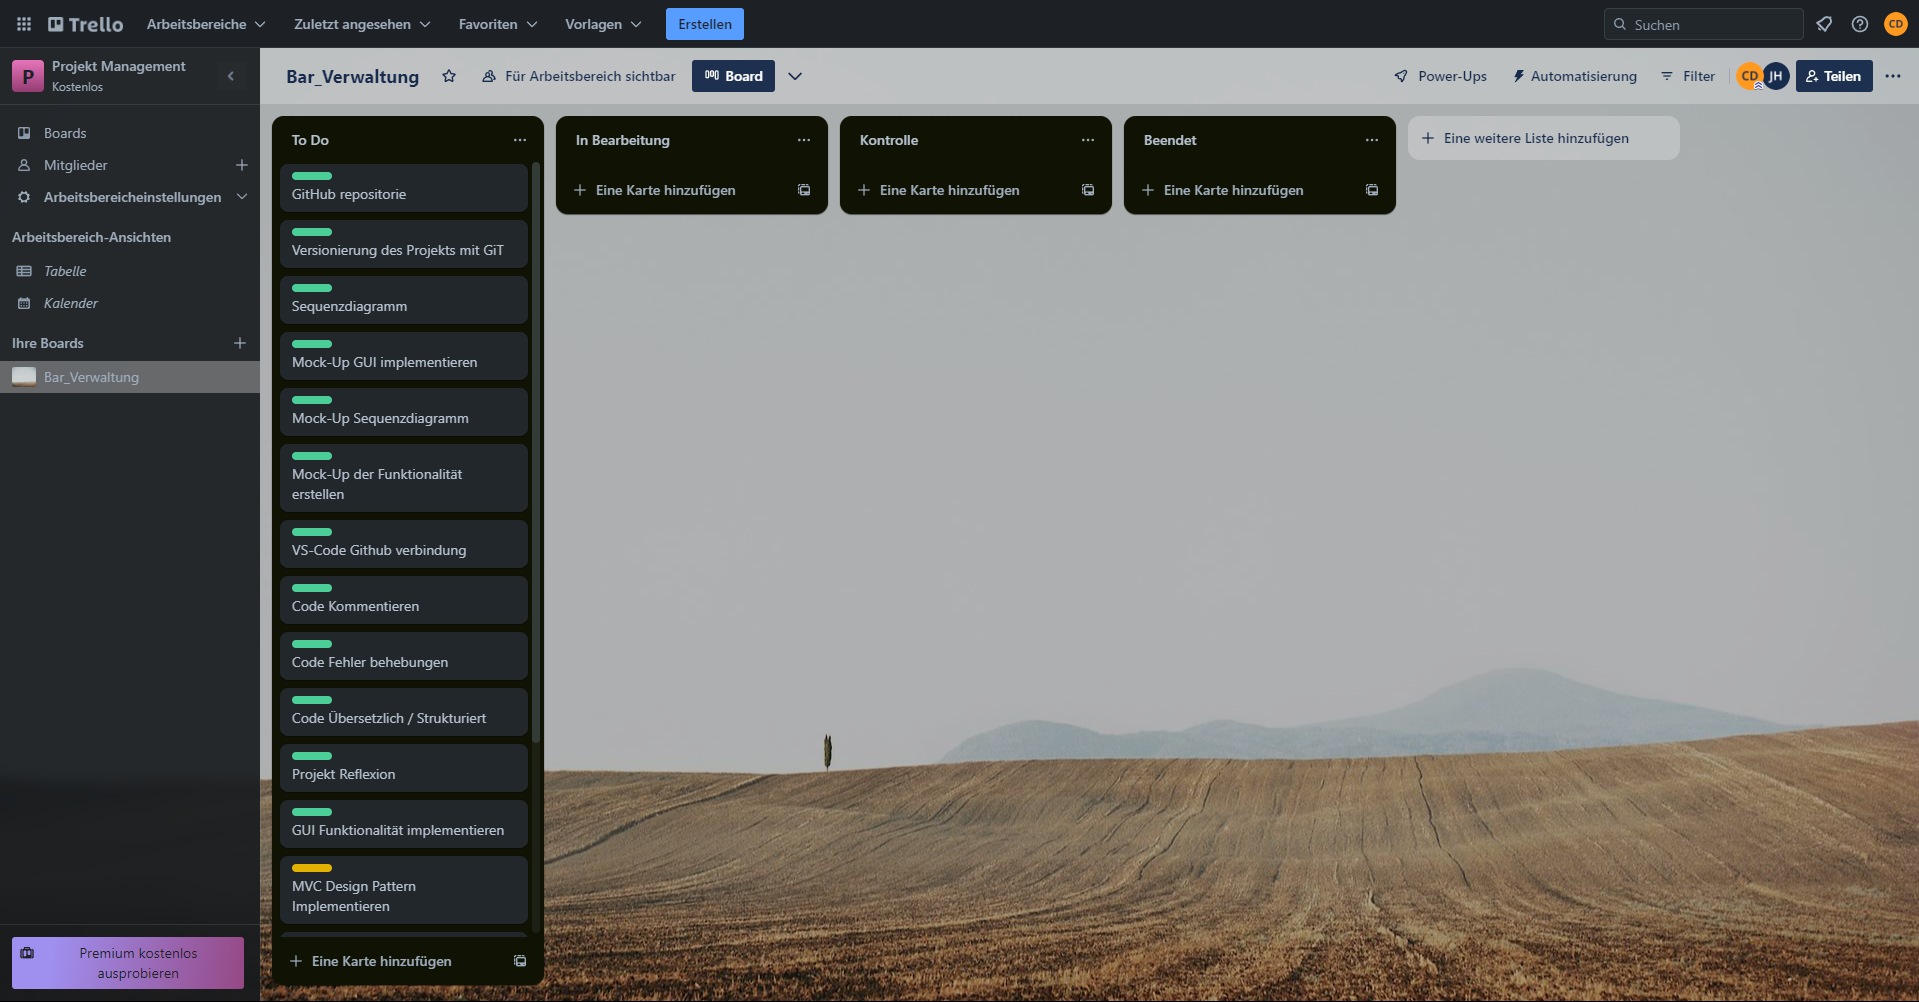 Trello
Arbeitsbereiche
Zuletzt angesehen
Favoriten
Vorlagen
Erstellen
Suchen
CD
P
Projekt Management
Kostenlos
Bar_Verwaltung
Für Arbeitsbereich sichtbar
Board
Power-Ups
Automatisierung
Filter
CD
JH
Teilen
Boards
Mitglieder
Arbeitsbereicheinstellungen
Arbeitsbereich-Ansichten
Tabelle
Kalender
Ihre Boards
Bar_Verwaltung
Premium kostenlos
ausprobieren
To Do
GitHub repositorie
Versionierung des Projekts mit GiT
Sequenzdiagramm
Mock-Up GUI implementieren
Mock-Up Sequenzdiagramm
Mock-Up der Funktionalität
erstellen
VS-Code Github verbindung
Code Kommentieren
Code Fehler behebungen
Code Übersetzlich / Strukturiert
Projekt Reflexion
GUI Funktionalität implementieren
MVC Design Pattern
Implementieren
Eine Karte hinzufügen
In Bearbeitung
Eine Karte hinzufügen
Kontrolle
Eine Karte hinzufügen
Beendet
Eine Karte hinzufügen
Eine weitere Liste hinzufügen